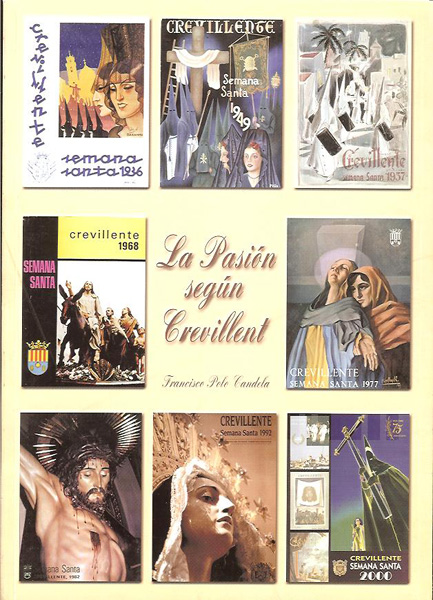 Crevillente
semana
santa 1936
CREVILLENTE
Semana
Santa
1949
Crevillente
semana Santa 1957
crevillente
1968
SEMANA
SANTA
La Pasión
según
Crevillent
Francisco Polo Candela
CREVILLENTE
SEMANA SANTA 1977
Semana Santa
CREVILLENTE, 1982
CREVILLENTE
Semana Santa 1992
75
CREVILLENTE
SEMANA SANTA
2000